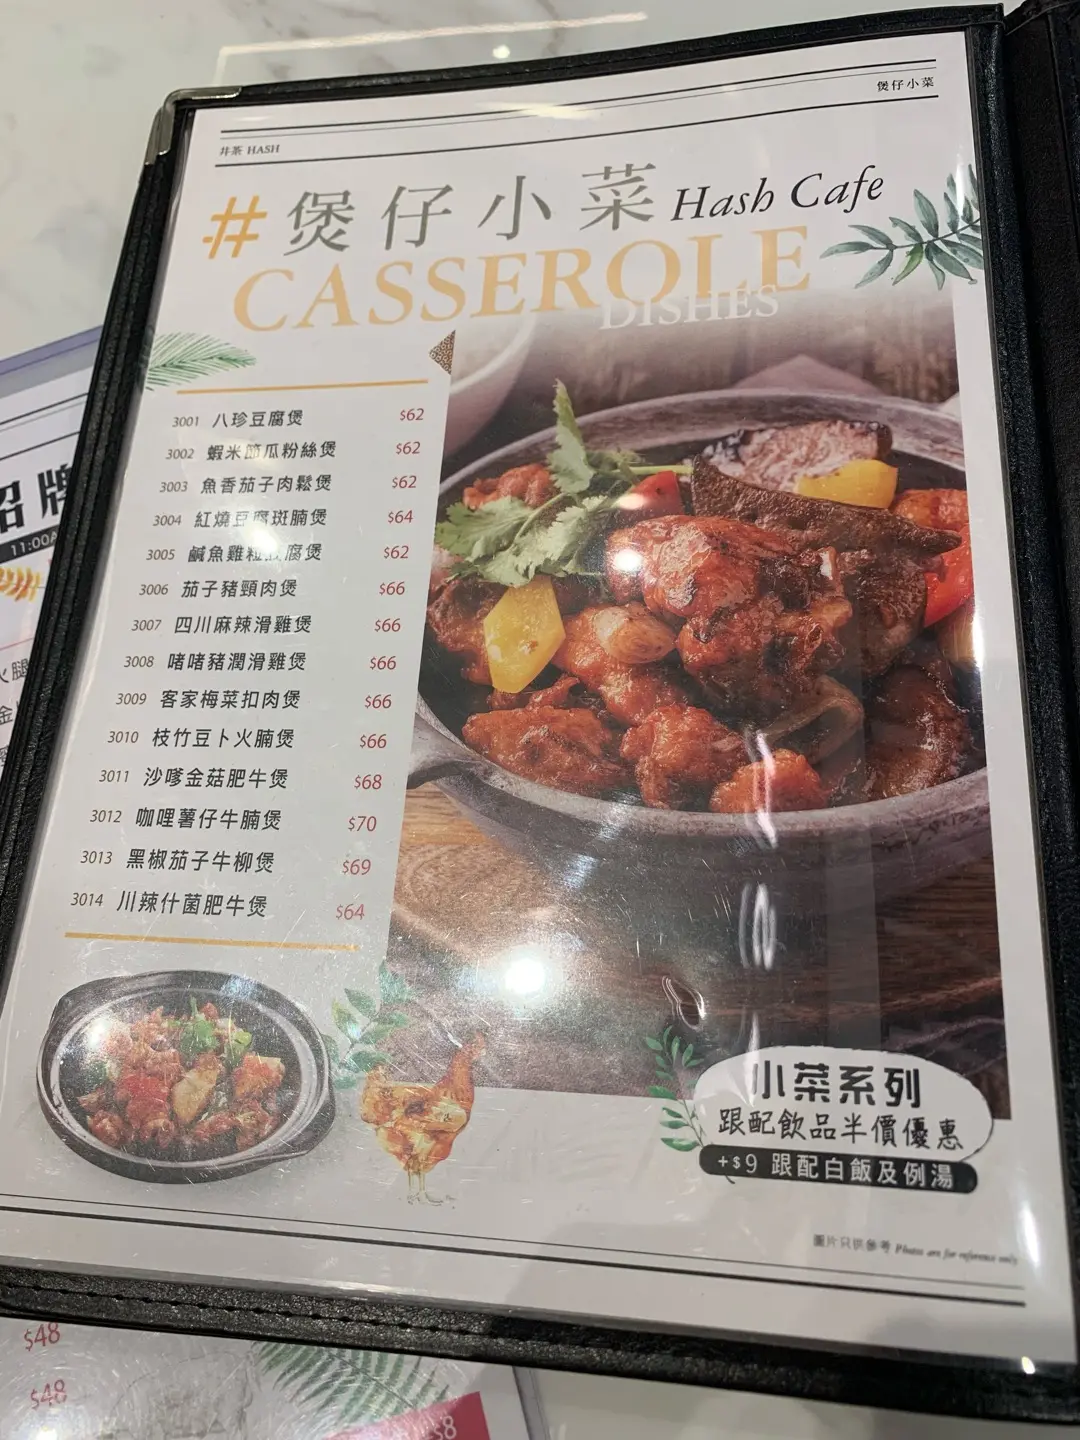 煲仔小菜
井茶 HASH
# 煲仔小菜 Hash Cafe
CASSEROLE
DISHES
3001 八珍豆腐煲 $62
3002 蝦米節瓜粉絲煲 $62
3003 魚香茄子肉鬆煲 $62
3004 紅燒豆腐斑腩煲 $64
3005 鹹魚雞粒豆腐煲 $62
3006 茄子豬頸肉煲 $66
3007 四川麻辣滑雞煲 $66
3008 啫啫豬潤滑雞煲 $66
3009 客家梅菜扣肉煲 $66
3010 枝竹豆卜火腩煲 $66
3011 沙嗲金菇肥牛煲 $68
3012 咖哩薯仔牛腩煲 $70
3013 黑椒茄子牛柳煲 $69
3014 川辣什菌肥牛煲 $64
小菜系列
跟配飲品半價優惠
+$9 跟配白飯及例湯
圖片只供參考 Photos are for reference only
招牌
11:00A
火腿
$48
$48
$8